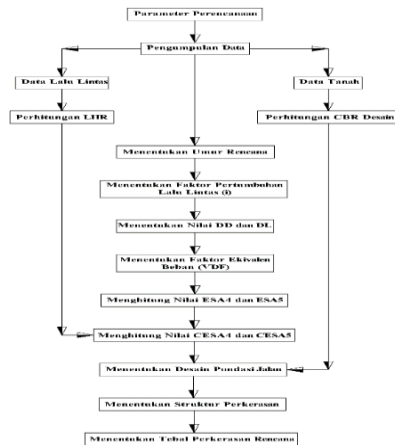 Parameter Perencanaan
Pengumpulan Data
Data Lalu Lintas
Data Tanah
Perhitungan LHR
Perhitungan CBR Desain
Menentukan Umur Rencana
Menentukan Faktor Pertumbuhan
Lalu Lintas (i)
Menentukan Nilai DD dan DL
Menentukan Faktor Ekivalen
Beban (VDF)
Menghitung Nilai ESA4 dan ESA5
Menghitung Nilai CESA4 dan CESA5
Menentukan Desain Pondasi Jalan
Menentukan Struktur Perkerasan
Menentukan Tebal Perkerasan Rencana